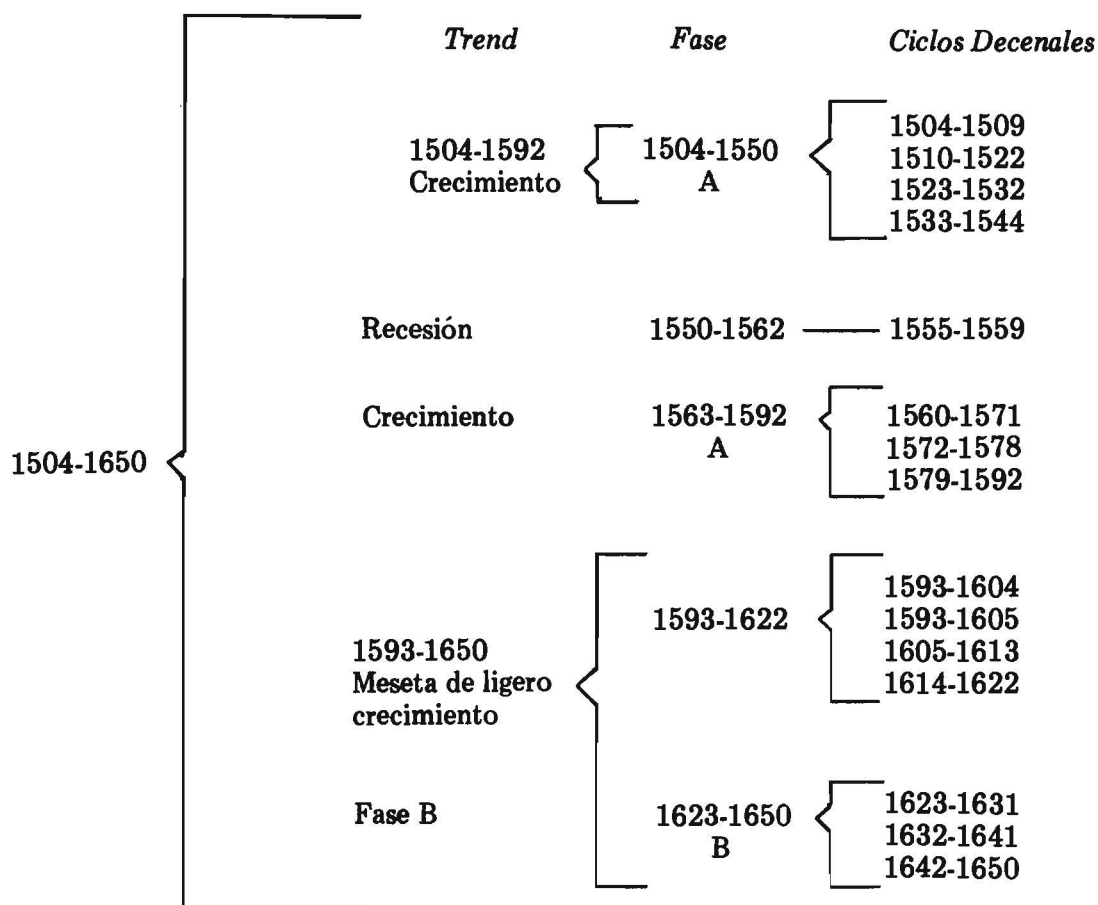 Trend Fase Ciclos Decenales
1504-1592 Crecimiento 1504-1550 A 1504-1509
1510-1522
1523-1532
1533-1544
Recesión 1550-1562 1555-1559
Crecimiento 1563-1592 A 1560-1571
1572-1578
1579-1592
1504-1650
1593-1650
Meseta de ligero
crecimiento
1593-1622
1593-1604
1593-1605
1605-1613
1614-1622
Fase B
1623-1650
B
1623-1631
1632-1641
1642-1650